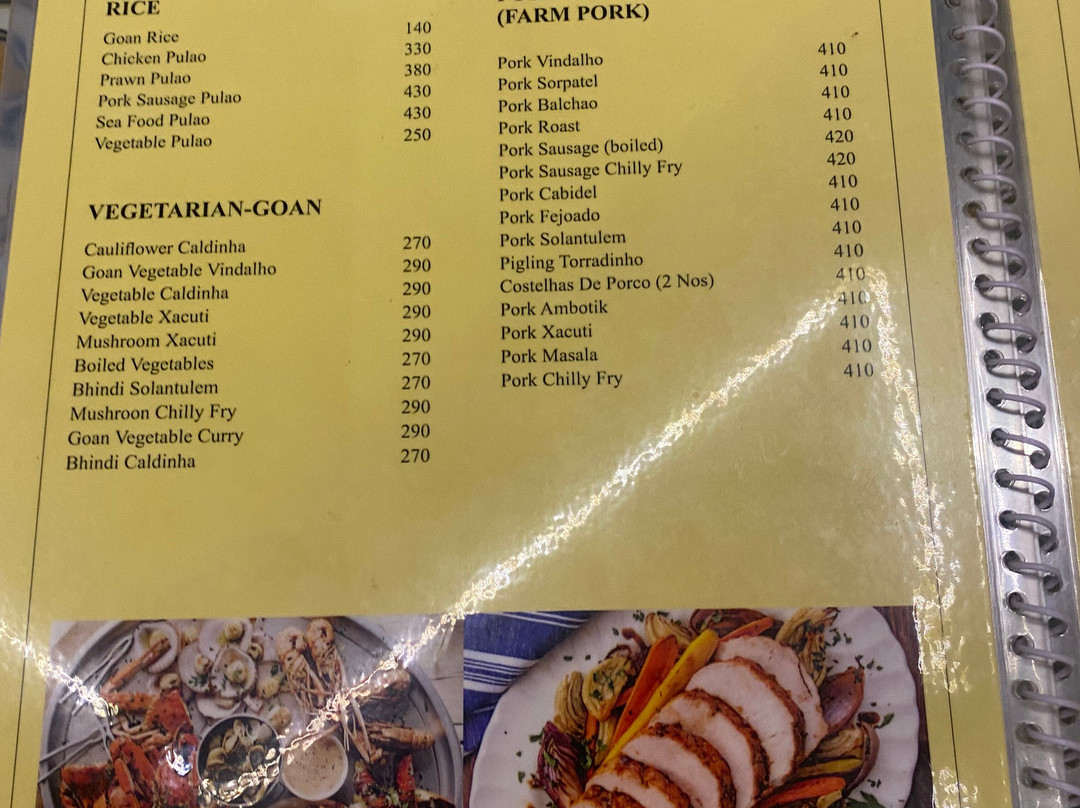 RICE
Goan Rice 140
Chicken Pulao 330
Prawn Pulao 380
Pork Sausage Pulao 430
Sea Food Pulao 430
Vegetable Pulao 250
VEGETARIAN-GOAN
Cauliflower Caldinha 270
Goan Vegetable Vindalho 290
Vegetable Caldinha 290
Vegetable Xacuti 290
Mushroom Xacuti 290
Boiled Vegetables 270
Bhindi Solantulem 270
Mushroon Chilly Fry 290
Goan Vegetable Curry 290
Bhindi Caldinha 270
(FARM PORK)
Pork Vindalho 410
Pork Sorpatel 410
Pork Balchao 410
Pork Roast 410
Pork Sausage (boiled) 420
Pork Sausage Chilly Fry 420
Pork Cabidel 410
Pork Fejoado 410
Pork Solantulem 410
Pigling Torradinho 410
Costelhas De Porco (2 Nos) 410
Pork Ambotik 410
Pork Xacuti 410
Pork Masala 410
Pork Chilly Fry 410